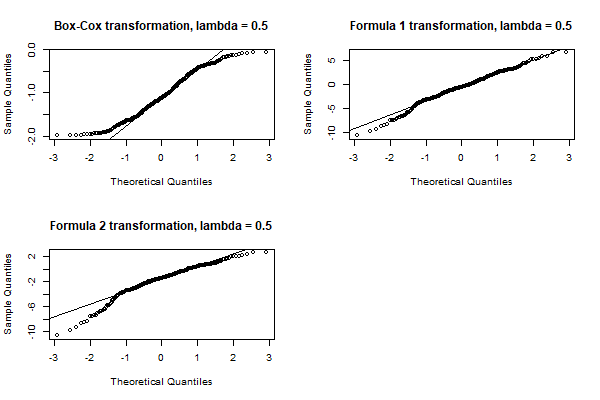 Box-Cox transformation, lambda = 0.5
Sample Quantiles
0.0
-1.0
-2.0
-3 -2 -1 0 1 2 3
Theoretical Quantiles
Formula 1 transformation, lambda = 0.5
Sample Quantiles
5
0
-5
-10
-3 -2 -1 0 1 2 3
Theoretical Quantiles
Formula 2 transformation, lambda = 0.5
Sample Quantiles
2
-2
-6
-10
-3 -2 -1 0 1 2 3
Theoretical Quantiles